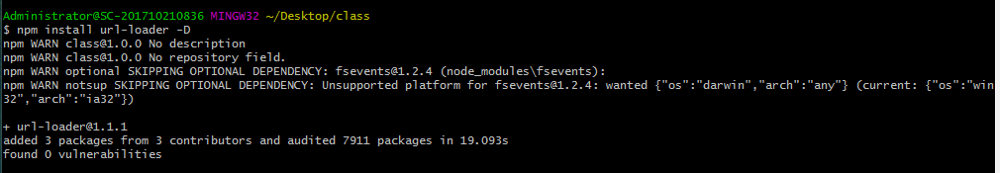 Administrator@SC-201710210836 MINGW32 ~/Desktop/class
$ npm install url-loader -D
npm WARN class@1.0.0 No description
npm WARN class@1.0.0 No repository field.
npm WARN optional SKIPPING OPTIONAL DEPENDENCY: fsevents@1.2.4 (node_modules\fsevents):
npm WARN notsup SKIPPING OPTIONAL DEPENDENCY: Unsupported platform for fsevents@1.2.4: wanted {"os":"darwin","arch":"any"} (current: {"os":"win
32","arch":"ia32"})
+ url-loader@1.1.1
added 3 packages from 3 contributors and audited 7911 packages in 19.093s
found 0 vulnerabilities